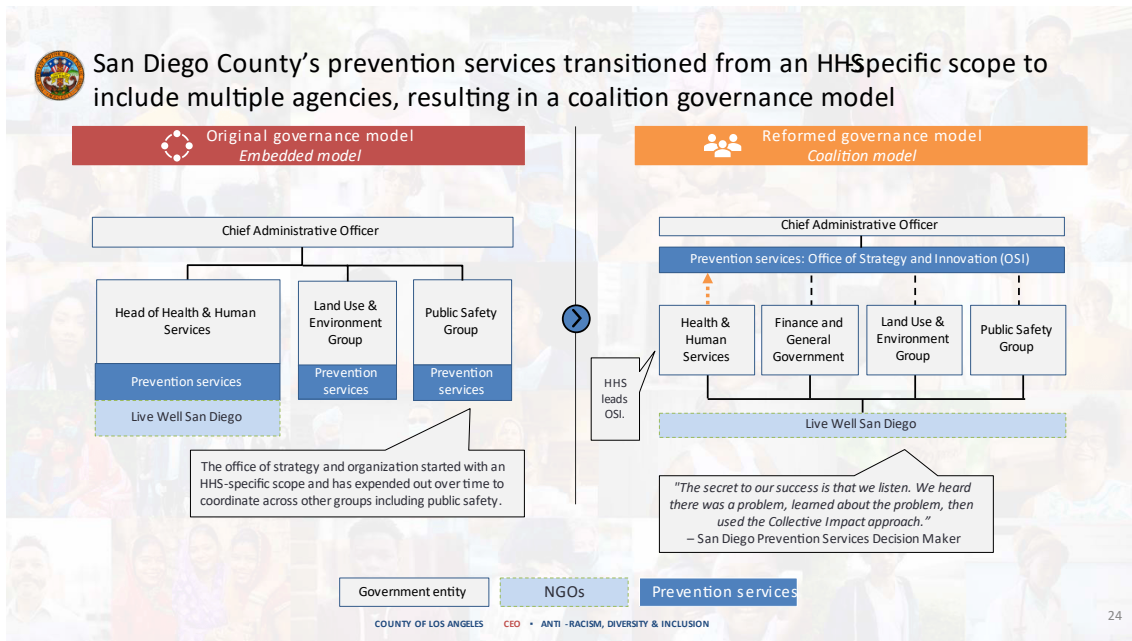 San Diego County's prevention services transitioned from an HHS-specific scope to
include multiple agencies, resulting in a coalition governance model
Original governance model
Embedded model
Reformed governance model
Coalition model
Chief Administrative Officer
Head of Health & Human
Services
Land Use &
Environment
Group
Public Safety
Group
Prevention services
Prevention
services
Prevention
services
Live Well San Diego
The office of strategy and organization started with an
HHS-specific scope and has expended out over time to
coordinate across other groups including public safety.
Chief Administrative Officer
Prevention services: Office of Strategy and Innovation (OSI)
Health &
Human
Services
Finance and
General
Government
Land Use &
Environment
Group
Public Safety
Group
HHS
leads
OSI.
Live Well San Diego
"The secret to our success is that we listen. We heard
there was a problem, learned about the problem, then
used the Collective Impact approach.”
– San Diego Prevention Services Decision Maker
Government entity
NGOs
Prevention services
COUNTY OF LOS ANGELES CEO • ANTI -RACISM, DIVERSITY & INCLUSION
24